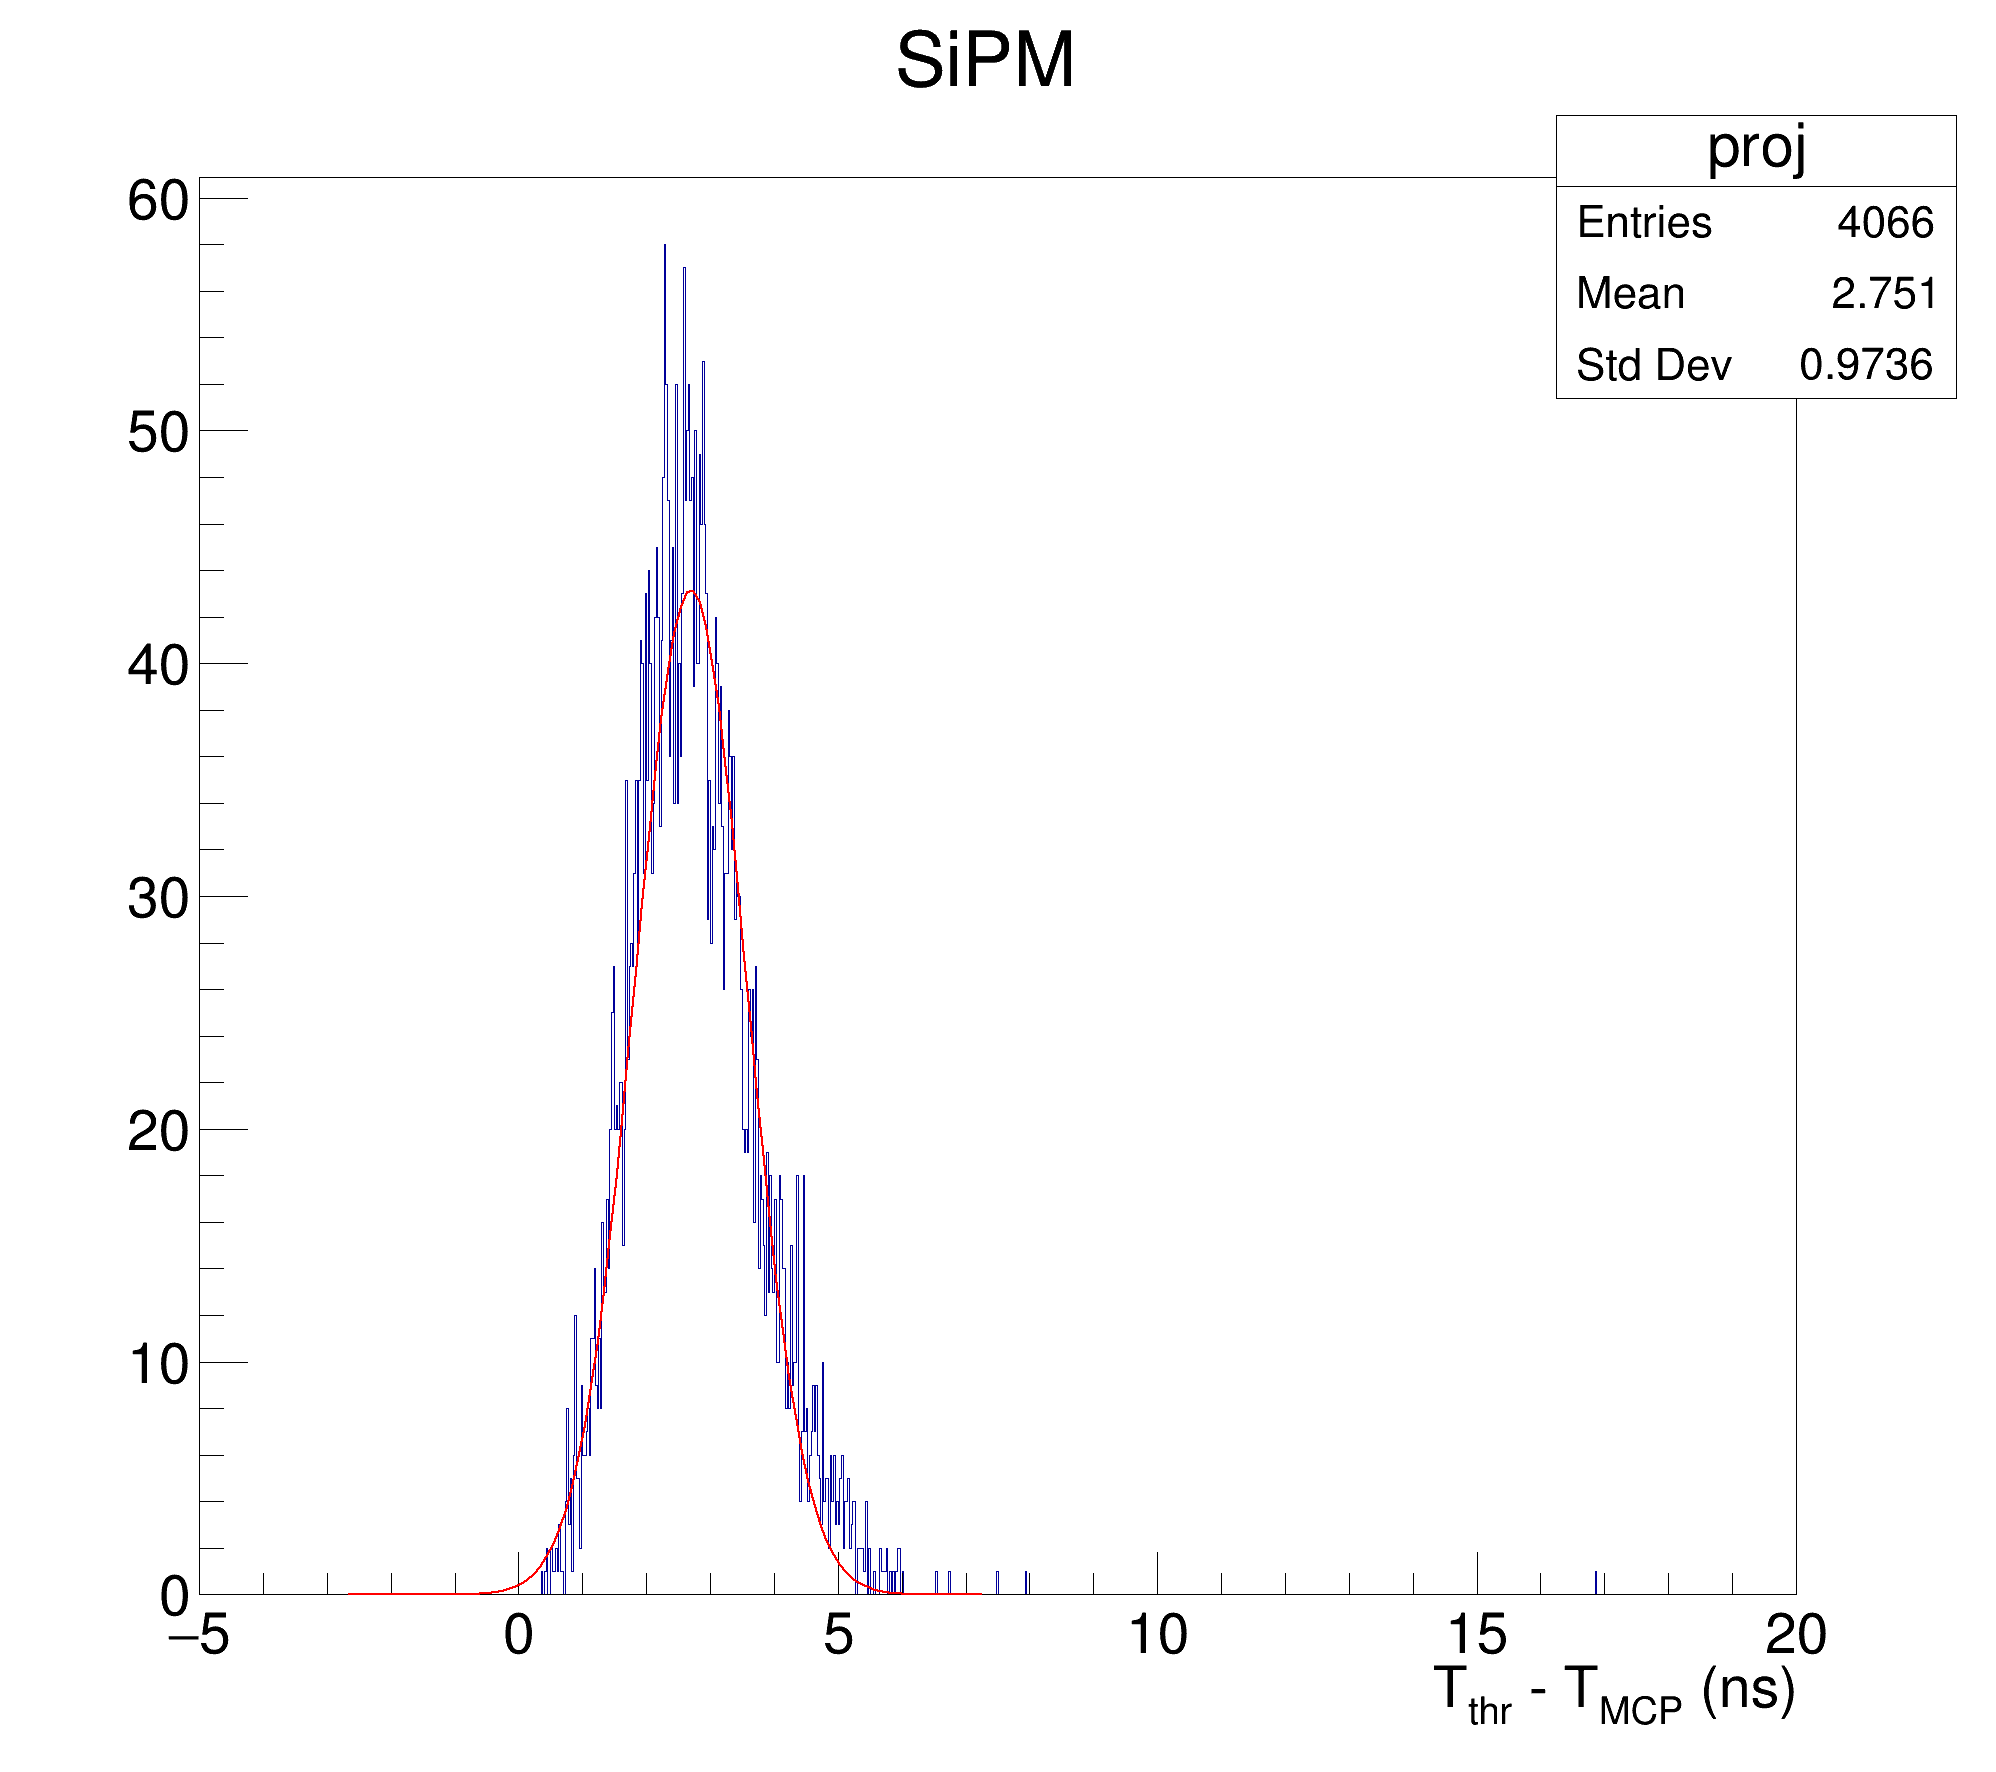 SiPM
proj
Entries 4066
Mean 2.751
Std Dev 0.9736
60
50
40
30
20
10
0
−5 0 5 10 15 20
T_thr - T_MCP (ns)